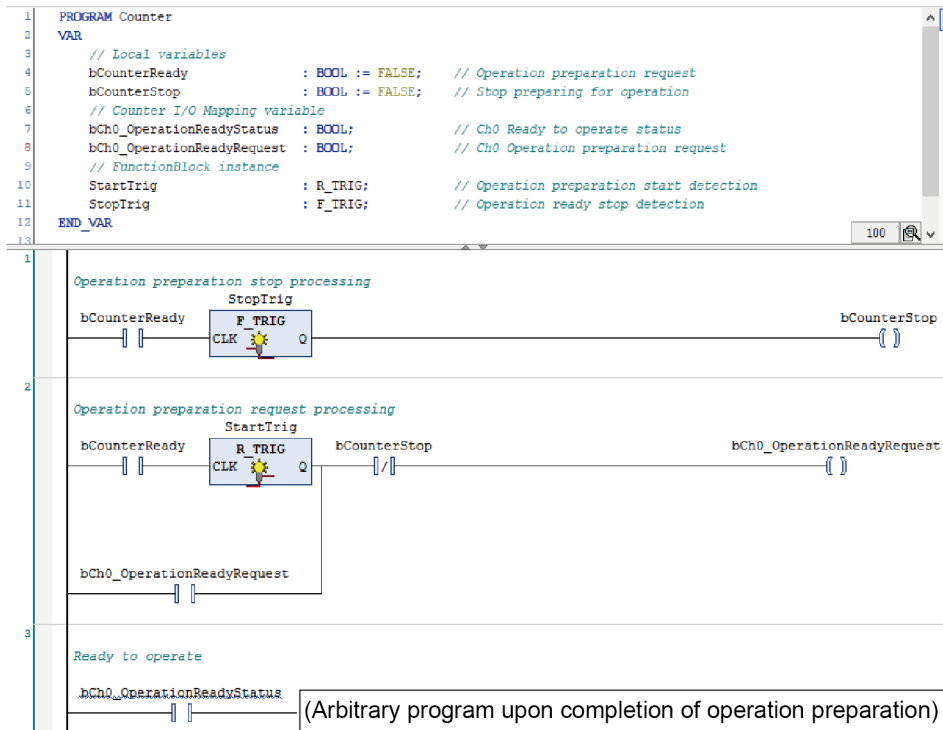 1 PROGRAM Counter
2 VAR
3 // Local variables
4 bCounterReady : BOOL := FALSE; // Operation preparation request
5 bCounterStop : BOOL := FALSE; // Stop preparing for operation
6 // Counter I/O Mapping variable
7 bCh0_OperationReadyStatus : BOOL; // Ch0 Ready to operate status
8 bCh0_OperationReadyRequest : BOOL; // Ch0 Operation preparation request
9 // FunctionBlock instance
10 StartTrig : R_TRIG; // Operation preparation start detection
11 StopTrig : F_TRIG; // Operation ready stop detection
12 END_VAR
13
100
1
Operation preparation stop processing
StopTrig
bCounterReady F_TRIG bCounterStop
CLK Q
2
Operation preparation request processing
StartTrig
bCounterReady R_TRIG bCounterStop bCh0_OperationReadyRequest
CLK Q
bCh0_OperationReadyRequest
3
Ready to operate
bCh0_OperationReadyStatus
(Arbitrary program upon completion of operation preparation)